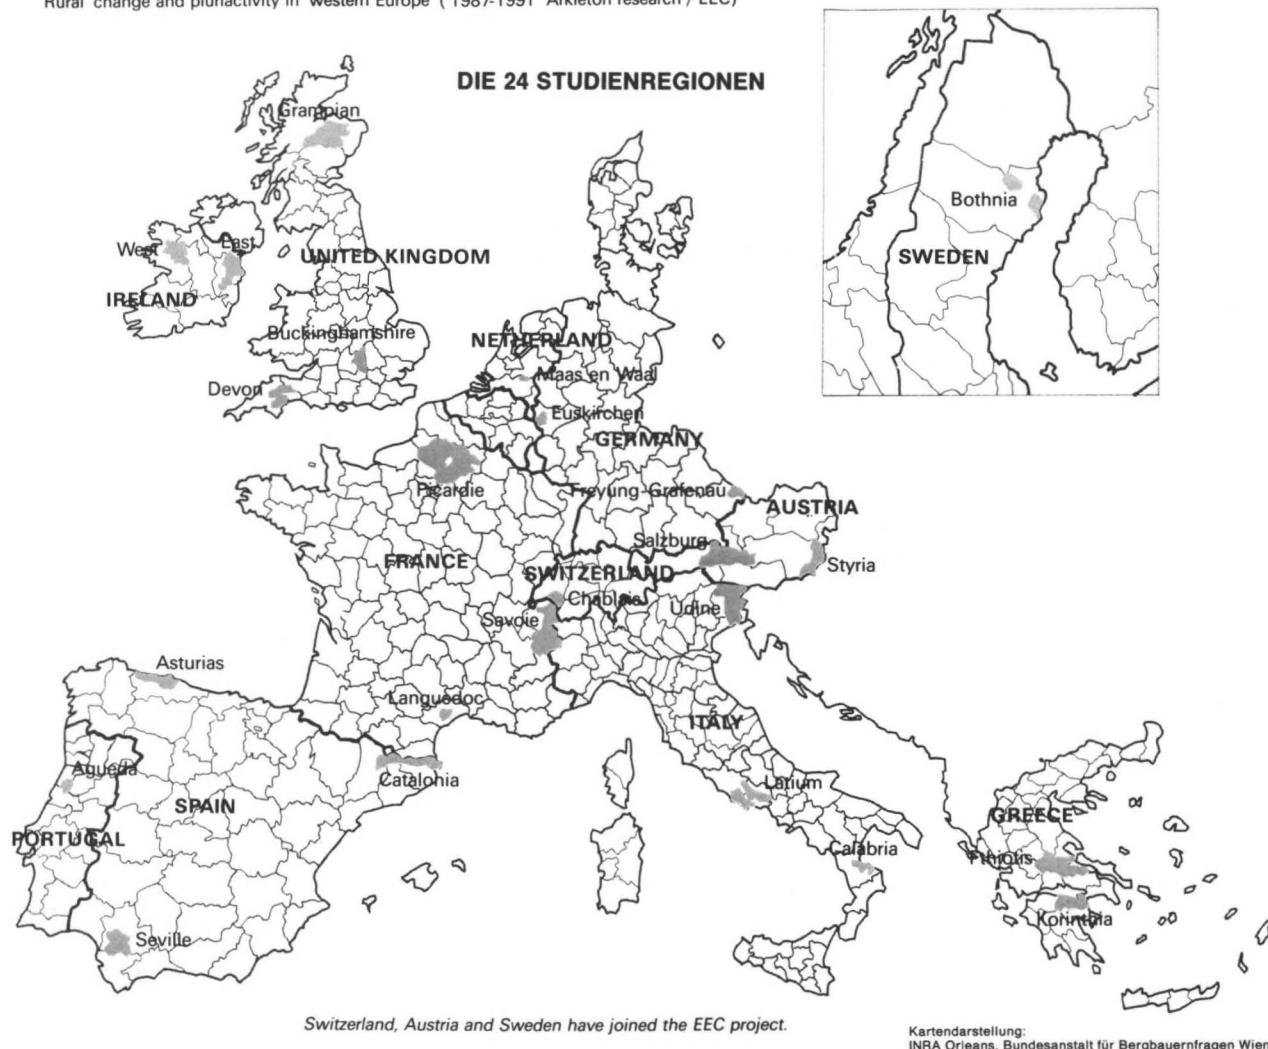 Rural change and pluriactivity in Western Europe (1987-1991 Arkleton research / EEC)
DIE 24 STUDIENREGIONEN
Grampian
Bothnia
SWEDEN
West
East
UNITED KINGDOM
IRELAND
Buckinghamshire
NETHERLAND
Maas en Waal
Devon
Euskirchen
GERMANY
Picardie
Freyung-Grafenau
AUSTRIA
Salzburg
FRANCE
SWITZERLAND
Styria
Chablais
Udine
Savoie
Asturias
Languedoc
ITALY
Agueda
Catalonia
Latium
SPAIN
GREECE
PORTUGAL
Calabria
Fthiotis
Korinthia
Seville
Switzerland, Austria and Sweden have joined the EEC project.
Kartendarstellung:
INRA Orleans, Bundesanstalt für Bergbauernfragen Wien